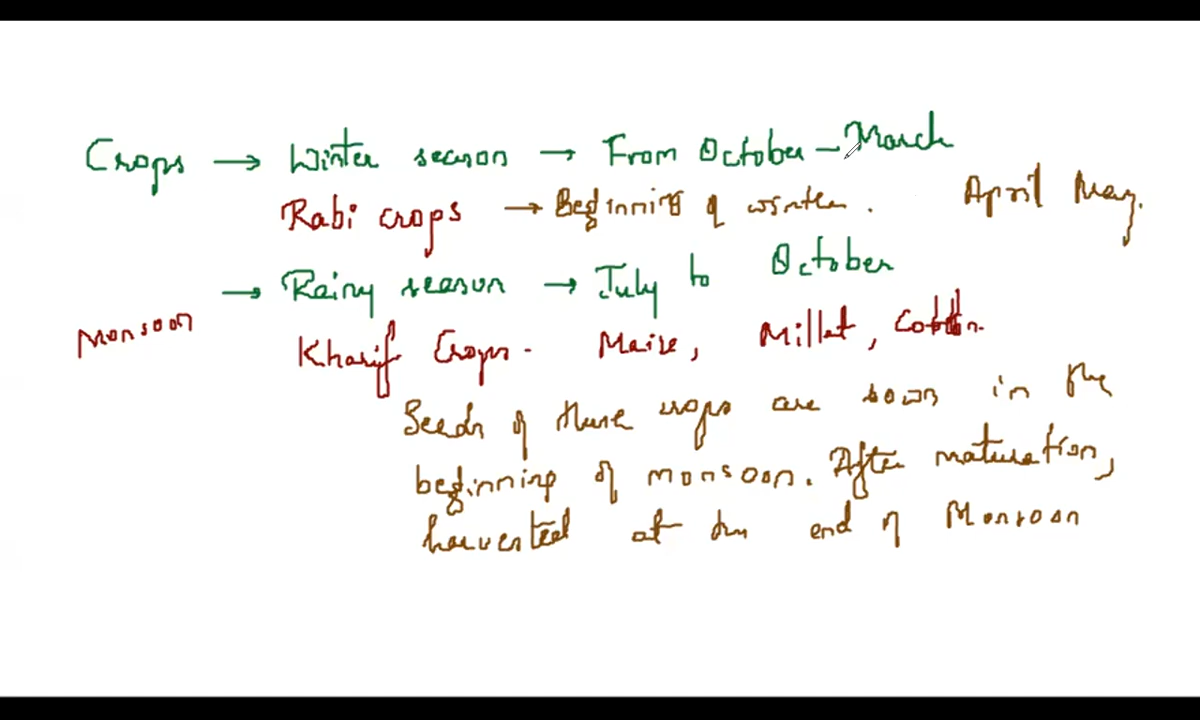 Crops → Winter season → From October - March
Rabi crops → Beginning of winter. April May.
→ Rainy season → July to October
Monsoon
Kharif Crops. Maize, Millet, Cotton.
Seeds of these crops are sown in the
beginning of monsoon. After maturation,
harvested at the end of Monsoon